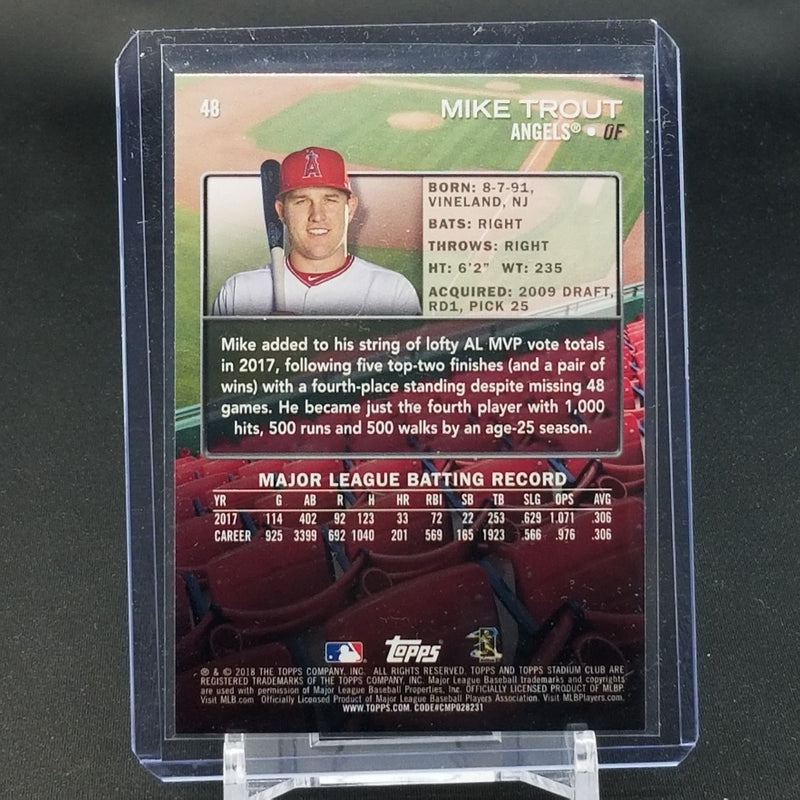 48
MIKE TROUT
ANGELS® • OF
A
BORN: 8-7-91,
VINELAND, NJ
BATS: RIGHT
THROWS: RIGHT
HT: 6'2" WT: 235
ACQUIRED: 2009 DRAFT,
RD1, PICK 25
Mike added to his string of lofty AL MVP vote totals
in 2017, following five top-two finishes (and a pair of
wins) with a fourth-place standing despite missing 48
games. He became just the fourth player with 1,000
hits, 500 runs and 500 walks by an age-25 season.
MAJOR LEAGUE BATTING RECORD
YR G AB R H HR RBI SB TB SLG OPS AVG
2017 114 402 92 123 33 72 22 253 .629 1.071 .306
CAREER 925 3399 692 1040 201 569 165 1923 .566 .976 .306
TOPPS®
® & © 2018 THE TOPPS COMPANY, INC. ALL RIGHTS RESERVED. TOPPS AND TOPPS STADIUM CLUB ARE
REGISTERED TRADEMARKS OF THE TOPPS COMPANY, INC. Major League Baseball trademarks and copyrights
are used with permission of Major League Baseball Properties, Inc. OFFICIALLY LICENSED PRODUCT OF MLBP.
Visit MLB.com Officially Licensed Product of Major League Baseball Players Association. Visit MLBPlayers.com.
WWW.TOPPS.COM. CODE#CMP028231